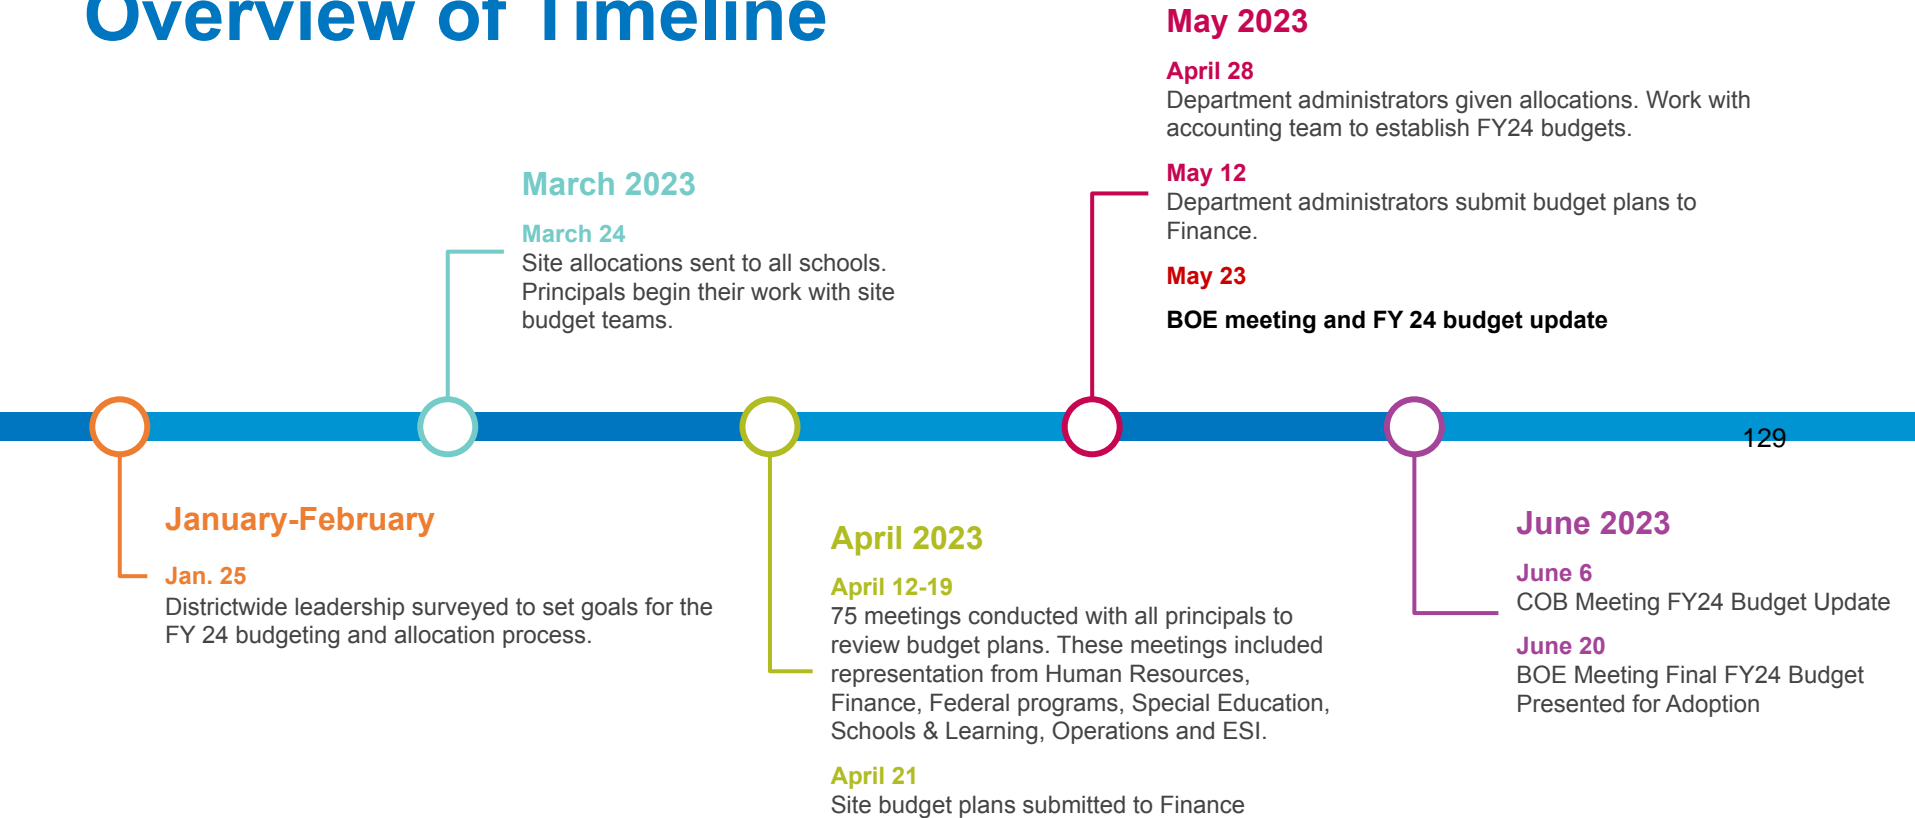 Overview of Timeline
January-February
Jan. 25
Districtwide leadership surveyed to set goals for the
FY 24 budgeting and allocation process.
March 2023
March 24
Site allocations sent to all schools.
Principals begin their work with site
budget teams.
April 2023
April 12-19
75 meetings conducted with all principals to
review budget plans. These meetings included
representation from Human Resources,
Finance, Federal programs, Special Education,
Schools & Learning, Operations and ESI.
April 21
Site budget plans submitted to Finance
May 2023
April 28
Department administrators given allocations. Work with
accounting team to establish FY24 budgets.
May 12
Department administrators submit budget plans to
Finance.
May 23
BOE meeting and FY 24 budget update
June 2023
June 6
COB Meeting FY24 Budget Update
June 20
BOE Meeting Final FY24 Budget
Presented for Adoption
129